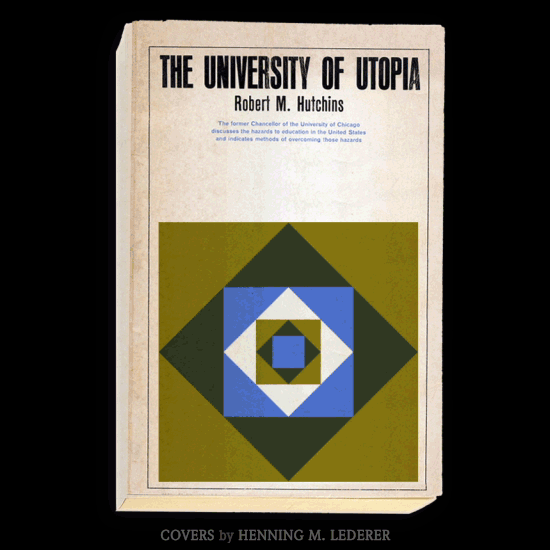 THE UNIVERSITY OF UTOPIA
Robert M. Hutchins
The former Chancellor of the University of Chicago
discusses the hazards to education in the United States
and indicates methods of overcoming those hazards
COVERS by HENNING M. LEDERER